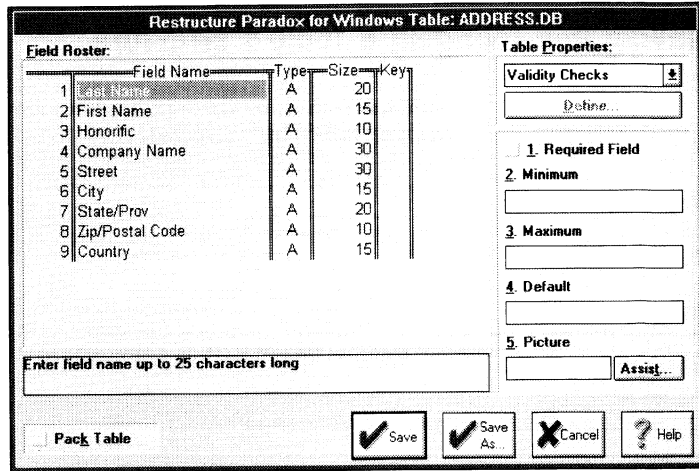 Restructure Paradox for Windows Table: ADDRESS.DB
Field Roster:
Field Name Type Size Key
1 Last Name A 20
2 First Name A 15
3 Honorific A 10
4 Company Name A 30
5 Street A 30
6 City A 15
7 State/Prov A 20
8 Zip/Postal Code A 10
9 Country A 15
Enter field name up to 25 characters long
Pack Table
Table Properties:
Validity Checks
Define...
1. Required Field
2. Minimum
3. Maximum
4. Default
5. Picture
Assist...
Save
Save As...
Cancel
Help